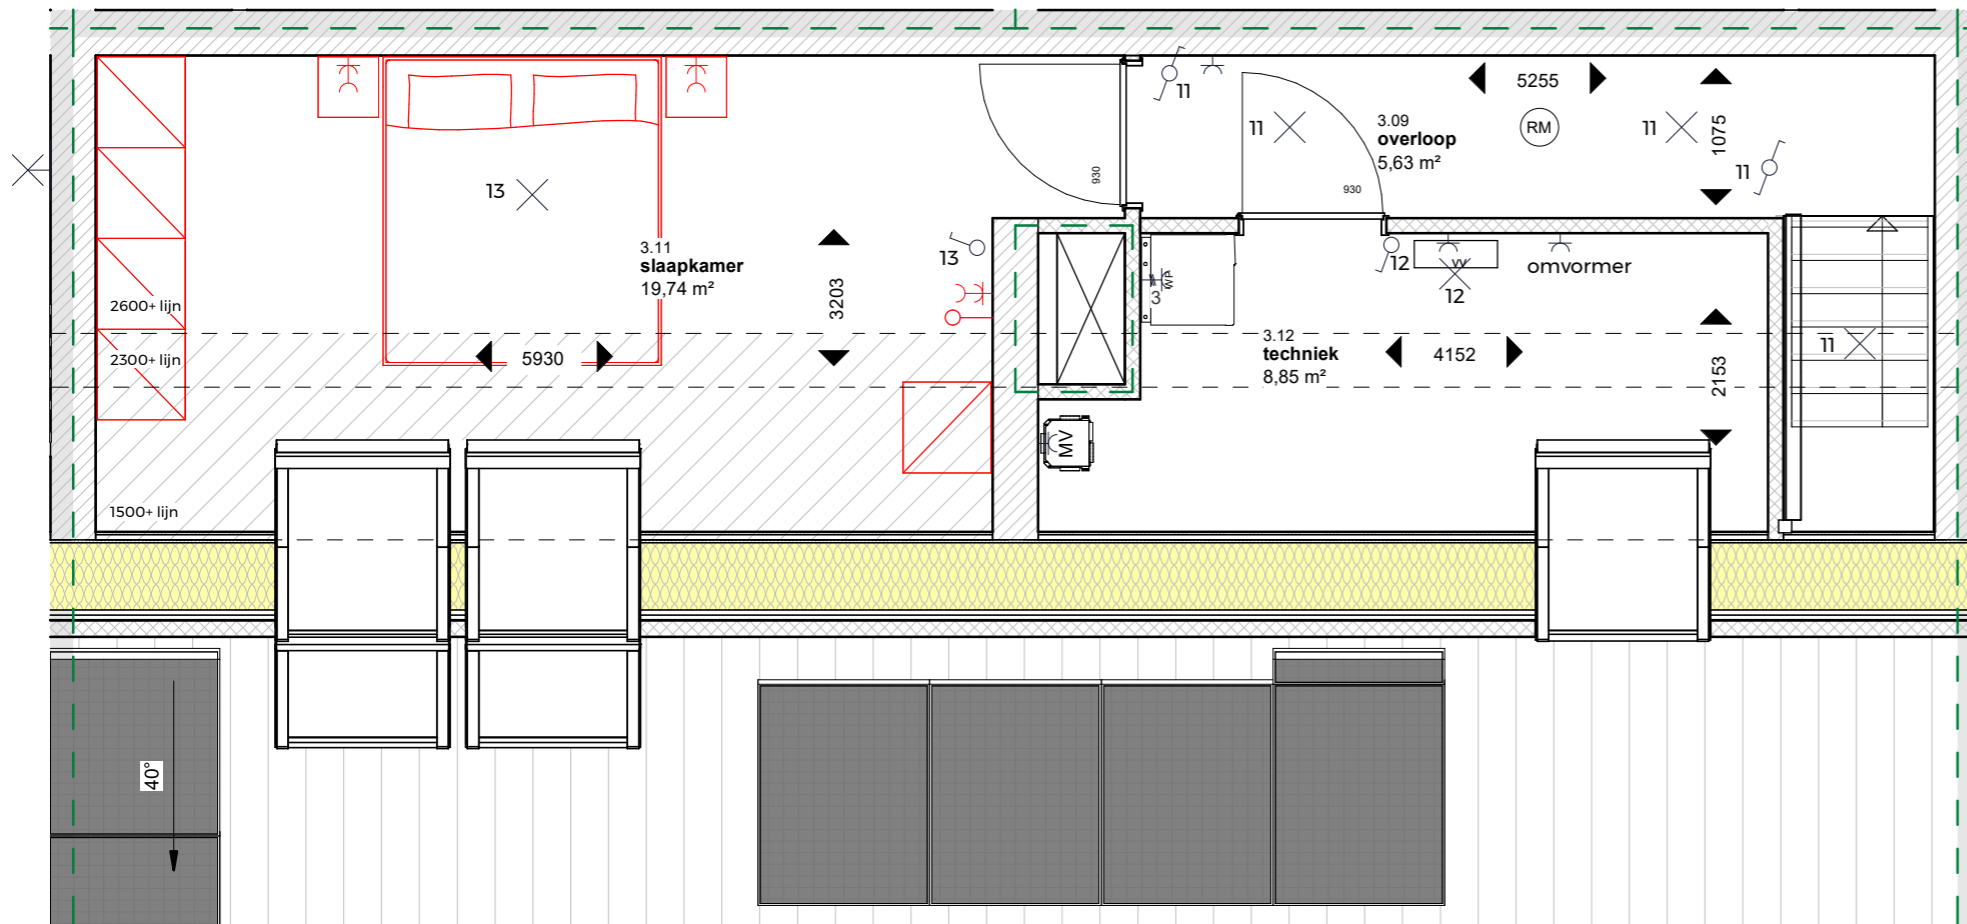 11
5255
11
3.09
overloop
5,63 m²
RM
11
1075
930
930
11
13
3.11
slaapkamer
19,74 m²
3203
13
12
VV
omvormer
12
WP
3
2600+ lijn
2300+ lijn
5930
3.12
techniek
8,85 m²
4152
2153
11
MV
1500+ lijn
40°